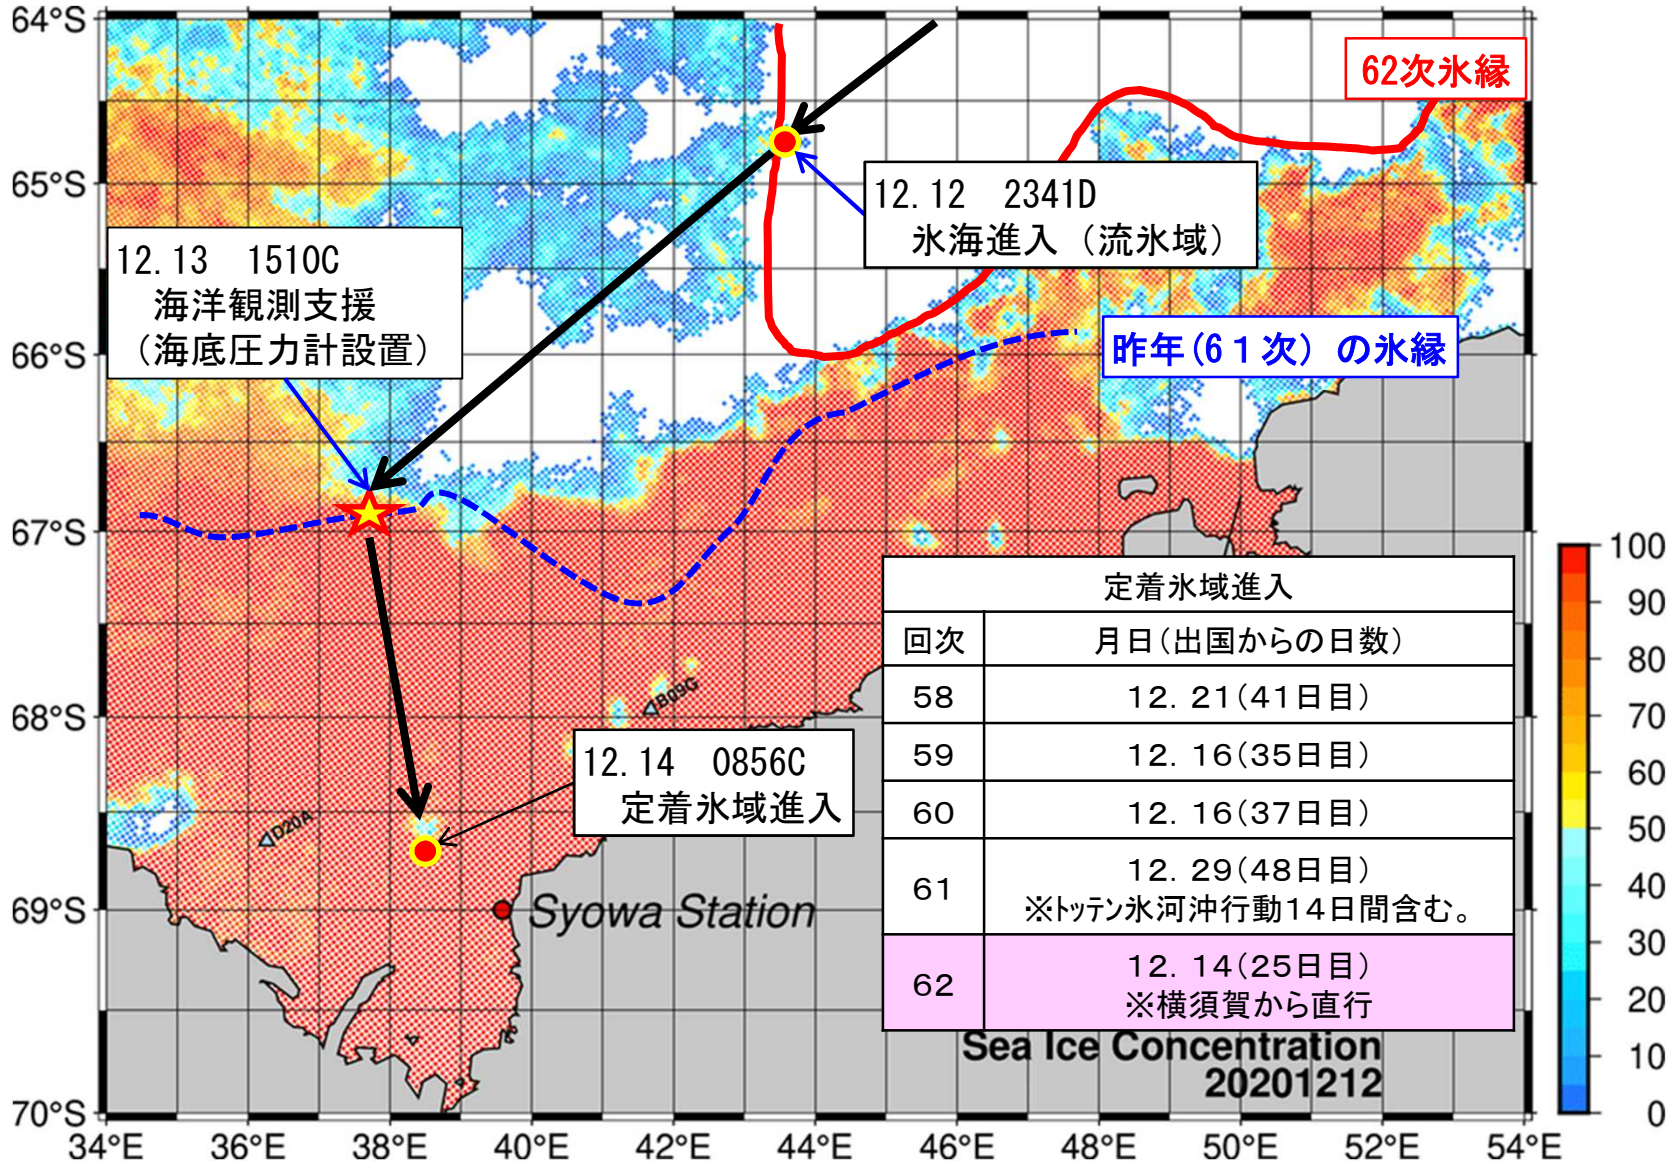 64°S
65°S
66°S
67°S
68°S
69°S
70°S
62次氷縁
12.12 2341D
氷海進入（流氷域）
12.13 1510C
海洋観測支援
（海底圧力計設置）
昨年(61次）の氷縁
B09G
12.14 0856C
定着氷域進入
D20A
Syowa Station
定着氷域進入
回次 月日（出国からの日数）
58 12．21（41日目）
59 12．16（35日目）
60 12．16（37日目）
61 12．29（48日目）
※ﾄｯﾃﾝ氷河沖行動14日間含む。
62 12．14（25日目）
※横須賀から直行
Sea Ice Concentration
20201212
100
90
80
70
60
50
40
30
20
10
0
34°E 36°E 38°E 40°E 42°E 44°E 46°E 48°E 50°E 52°E 54°E